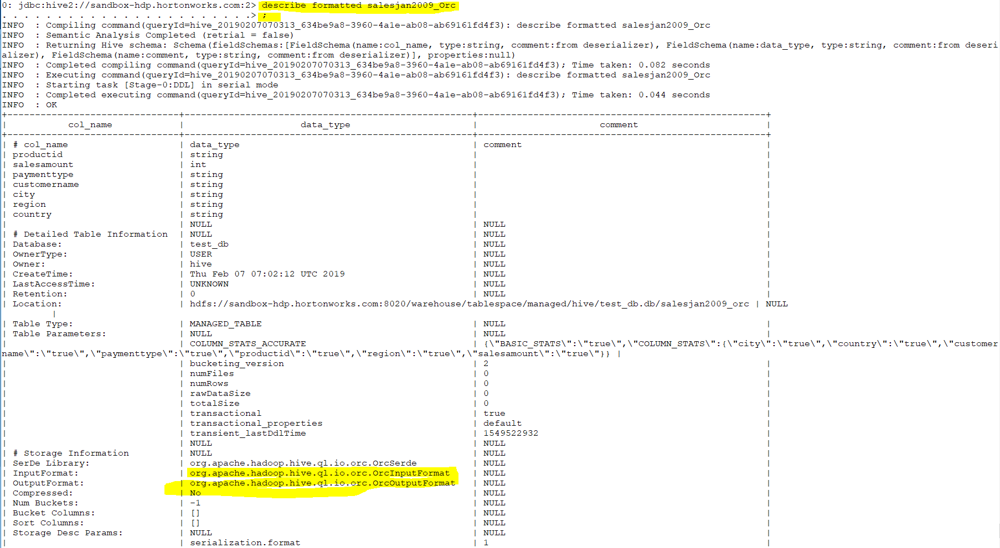 0: jdbc:hive2://sandbox-hdp.hortonworks.com:2> describe formatted salesjan2009_Orc
. . . . . . . . . . . . . . . . . . . . . . .> ;
INFO  : Compiling command(queryId=hive_20190207070313_634be9a8-3960-4a1e-ab08-ab69161fd4f3): describe formatted salesjan2009_Orc
INFO  : Semantic Analysis Completed (retrial = false)
INFO  : Returning Hive schema: Schema(fieldSchemas:[FieldSchema(name:col_name, type:string, comment:from deserializer), FieldSchema(name:data_type, type:string, comment:from deseri
alizer), FieldSchema(name:comment, type:string, comment:from deserializer)], properties:null)
INFO  : Completed compiling command(queryId=hive_20190207070313_634be9a8-3960-4a1e-ab08-ab69161fd4f3); Time taken: 0.082 seconds
INFO  : Executing command(queryId=hive_20190207070313_634be9a8-3960-4a1e-ab08-ab69161fd4f3): describe formatted salesjan2009_Orc
INFO  : Starting task [Stage-0:DDL] in serial mode
INFO  : Completed executing command(queryId=hive_20190207070313_634be9a8-3960-4a1e-ab08-ab69161fd4f3); Time taken: 0.044 seconds
INFO  : OK
+-------------------------------+----------------------------------------------------+----------------------------------------------------+
| col_name | data_type | comment |
+-------------------------------+----------------------------------------------------+----------------------------------------------------+
| # col_name | data_type | comment |
| productid | string | |
| salesamount | int | |
| paymenttype | string | |
| customername | string | |
| city | string | |
| region | string | |
| country | string | |
| | NULL | NULL |
| # Detailed Table Information | NULL | NULL |
| Database: | test_db | NULL |
| OwnerType: | USER | NULL |
| Owner: | hive | NULL |
| CreateTime: | Thu Feb 07 07:02:12 UTC 2019 | NULL |
| LastAccessTime: | UNKNOWN | NULL |
| Retention: | 0 | NULL |
| Location: | hdfs://sandbox-hdp.hortonworks.com:8020/warehouse/tablespace/managed/hive/test_db.db/salesjan2009_orc | NULL
|
| Table Type: | MANAGED_TABLE | NULL |
| Table Parameters: | NULL | NULL |
| | COLUMN_STATS_ACCURATE | {\"BASIC_STATS\":\"true\",\"COLUMN_STATS\":{\"city\":\"true\",\"country\":\"true\",\"customer
name\":\"true\",\"paymenttype\":\"true\",\"productid\":\"true\",\"region\":\"true\",\"salesamount\":\"true\"}} |
| | bucketing_version | 2 |
| | numFiles | 0 |
| | numRows | 0 |
| | rawDataSize | 0 |
| | totalSize | 0 |
| | transactional | true |
| | transactional_properties | default |
| | transient_lastDdlTime | 1549522932 |
| | NULL | NULL |
| # Storage Information | NULL | NULL |
| SerDe Library: | org.apache.hadoop.hive.ql.io.orc.OrcSerde | NULL |
| InputFormat: | org.apache.hadoop.hive.ql.io.orc.OrcInputFormat | NULL |
| OutputFormat: | org.apache.hadoop.hive.ql.io.orc.OrcOutputFormat | NULL |
| Compressed: | No | NULL |
| Num Buckets: | -1 | NULL |
| Bucket Columns: | [] | NULL |
| Sort Columns: | [] | NULL |
| Storage Desc Params: | NULL | NULL |
| | serialization.format | 1 |